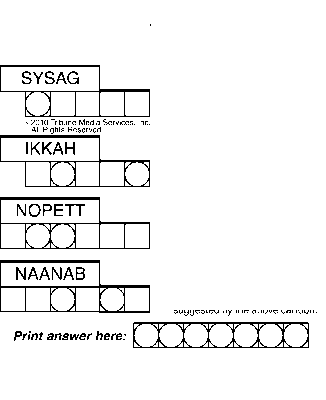 SYSAG
©2010 Tribune Media Services, Inc.
All Rights Reserved.
IKKAH
NOPETT
NAANAB
suggested by the above cartoon.
Print answer here: